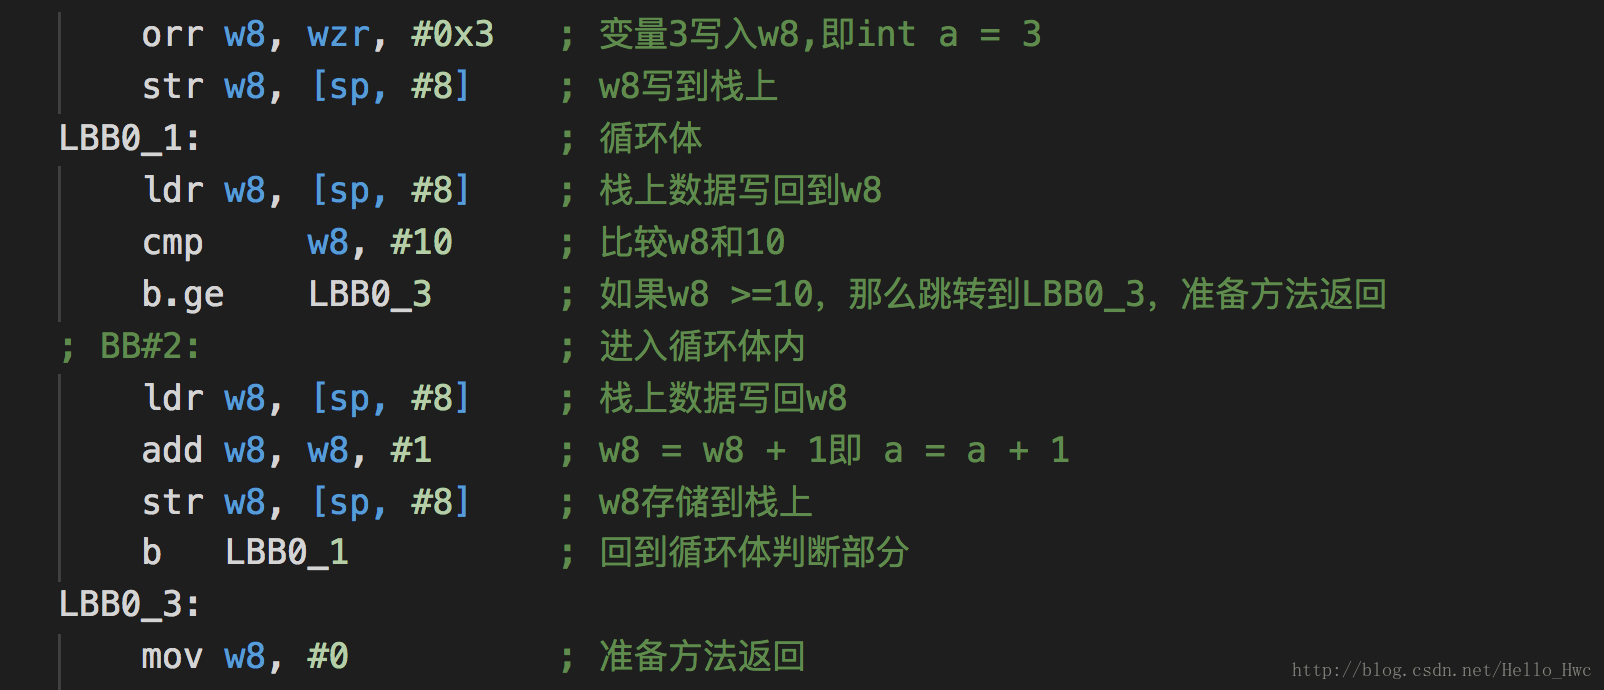 orr w8, wzr, #0x3 ; 变量3写入w8,即int a = 3
str w8, [sp, #8] ; w8写到栈上
LBB0_1: ; 循环体
ldr w8, [sp, #8] ; 栈上数据写回到w8
cmp w8, #10 ; 比较w8和10
b.ge LBB0_3 ; 如果w8 >=10，那么跳转到LBB0_3，准备方法返回
; BB#2: ; 进入循环体内
ldr w8, [sp, #8] ; 栈上数据写回w8
add w8, w8, #1 ; w8 = w8 + 1即 a = a + 1
str w8, [sp, #8] ; w8存储到栈上
b LBB0_1 ; 回到循环体判断部分
LBB0_3:
mov w8, #0 ; 准备方法返回
http://blog.csdn.net/Hello_Hwc